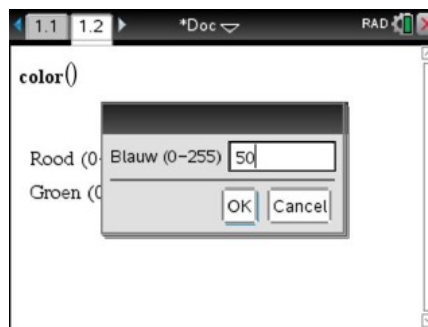 1.1 1.2 *Doc RAD
color()
Rood (0-
Blauw (0-255) 50
Groen (0
OK Cancel